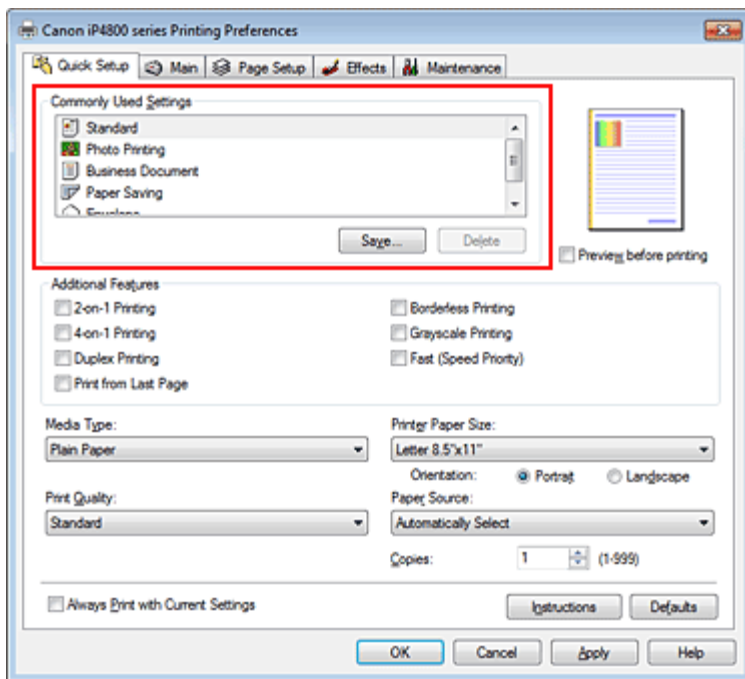 Canon iP4800 series Printing Preferences
Quick Setup Main Page Setup Effects Maintenance
Commonly Used Settings
Standard
Photo Printing
Business Document
Paper Saving
Envelope
Save... Delete
Preview before printing
Additional Features
2-on-1 Printing Borderless Printing
4-on-1 Printing Grayscale Printing
Duplex Printing Fast (Speed Priority)
Print from Last Page
Media Type: Printer Paper Size:
Plain Paper Letter 8.5"x11"
Orientation: Portrait Landscape
Print Quality: Paper Source:
Standard Automatically Select
Copies: 1 (1-999)
Always Print with Current Settings Instructions Defaults
OK Cancel Apply Help